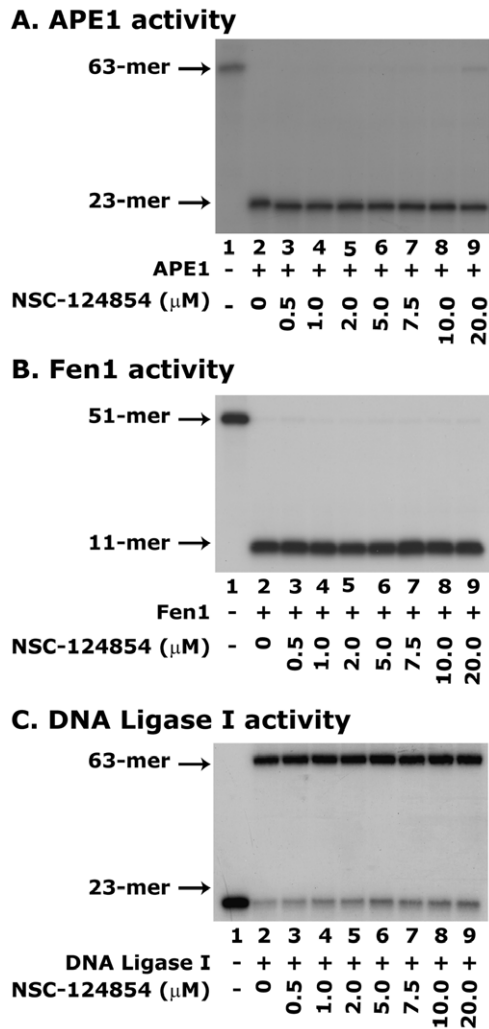 A. APE1 activity
63-mer →
23-mer →
1 2 3 4 5 6 7 8 9
APE1 - + + + + + + + +
NSC-124854 (μM) - 0 0.5 1.0 2.0 5.0 7.5 10.0 20.0
B. Fen1 activity
51-mer →
11-mer →
1 2 3 4 5 6 7 8 9
Fen1 - + + + + + + + +
NSC-124854 (μM) - 0 0.5 1.0 2.0 5.0 7.5 10.0 20.0
C. DNA Ligase I activity
63-mer →
23-mer →
1 2 3 4 5 6 7 8 9
DNA Ligase I - + + + + + + + +
NSC-124854 (μM) - 0 0.5 1.0 2.0 5.0 7.5 10.0 20.0